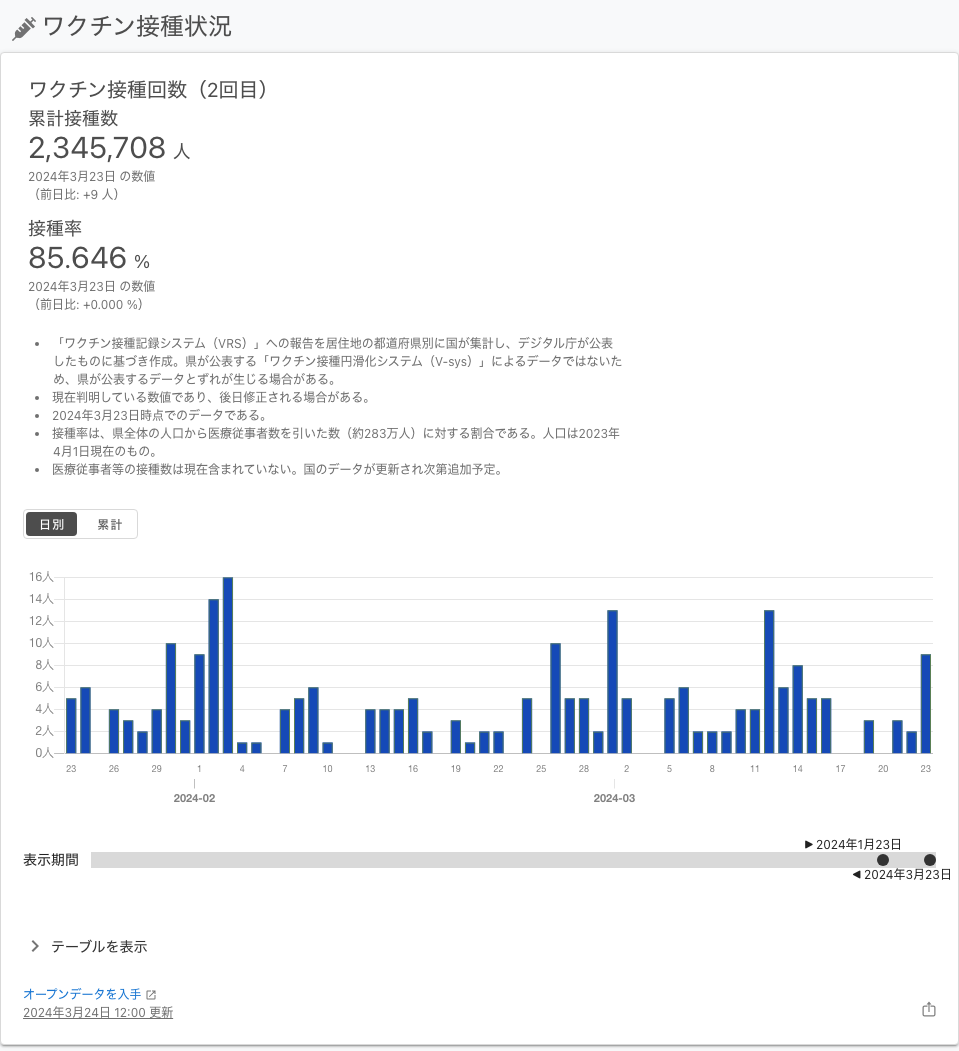 ワクチン接種状況
ワクチン接種回数（2回目）
累計接種数
2,345,708 人
2024年3月23日 の数値
（前日比: +9 人）
接種率
85.646 %
2024年3月23日 の数値
（前日比: +0.000 %）
• 「ワクチン接種記録システム（VRS）」への報告を居住地の都道府県別に国が集計し、デジタル庁が公表
したものに基づき作成。県が公表する「ワクチン接種円滑化システム（V-sys）」によるデータではないた
め、県が公表するデータとずれが生じる場合がある。
• 現在判明している数値であり、後日修正される場合がある。
• 2024年3月23日時点でのデータである。
• 接種率は、県全体の人口から医療従事者数を引いた数（約283万人）に対する割合である。人口は2023年
4月1日現在のもの。
• 医療従事者等の接種数は現在含まれていない。国のデータが更新され次第追加予定。
日別 累計
16人
14人
12人
10人
8人
6人
4人
2人
0人
23 26 29 1 4 7 10 13 16 19 22 25 28 2 5 8 11 14 17 20 23
2024-02 2024-03
▶ 2024年1月23日
表示期間
◀ 2024年3月23日
テーブルを表示
オープンデータを入手
2024年3月24日 12:00 更新